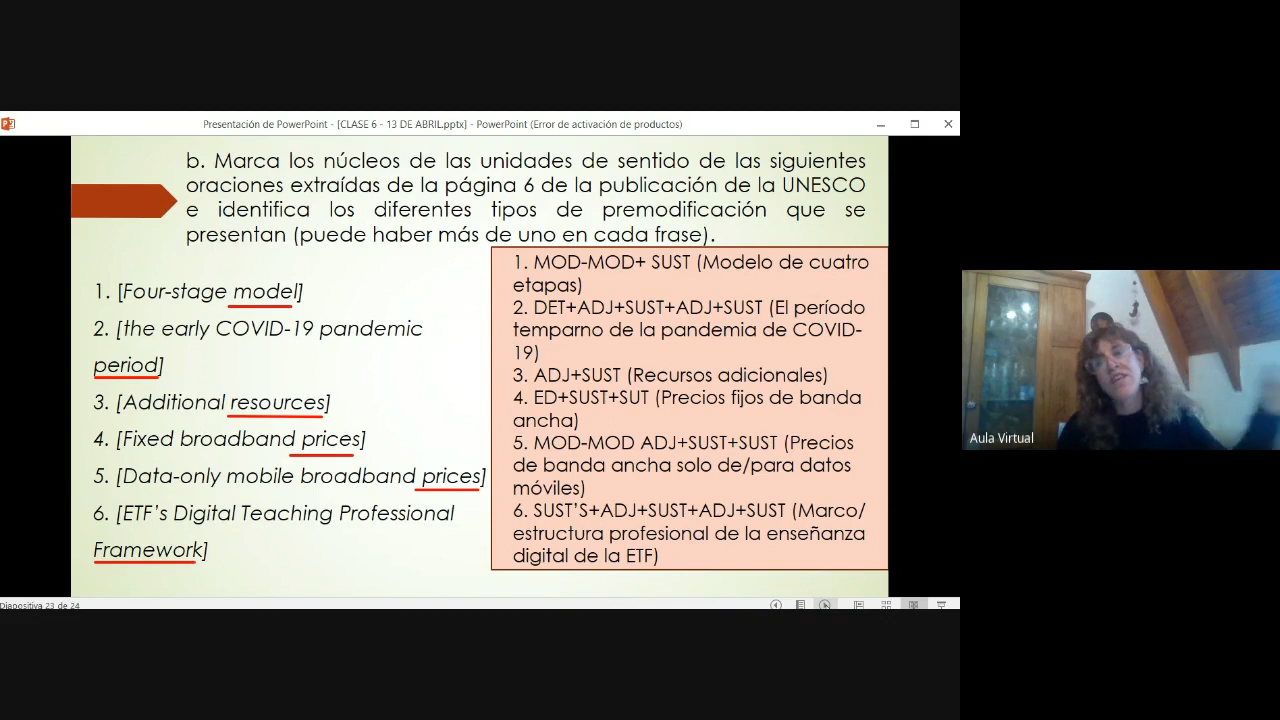 Presentación de PowerPoint - [CLASE 6 - 13 DE ABRIL.pptx] - PowerPoint (Error de activación de productos)
b. Marca los núcleos de las unidades de sentido de las siguientes
oraciones extraídas de la página 6 de la publicación de la UNESCO
e identifica los diferentes tipos de premodificación que se
presentan (puede haber más de uno en cada frase).
1. [Four-stage model]
2. [the early COVID-19 pandemic
period]
3. [Additional resources]
4. [Fixed broadband prices]
5. [Data-only mobile broadband prices]
6. [ETF’s Digital Teaching Professional
Framework]
1. MOD-MOD+ SUST (Modelo de cuatro
etapas)
2. DET+ADJ+SUST+ADJ+SUST (El período
temparno de la pandemia de COVID-
19)
3. ADJ+SUST (Recursos adicionales)
4. ED+SUST+SUT (Precios fijos de banda
ancha)
5. MOD-MOD ADJ+SUST+SUST (Precios
de banda ancha solo de/para datos
móviles)
6. SUST’S+ADJ+SUST+ADJ+SUST (Marco/
estructura profesional de la enseñanza
digital de la ETF)
Diapositiva 23 de 24
Aula Virtual